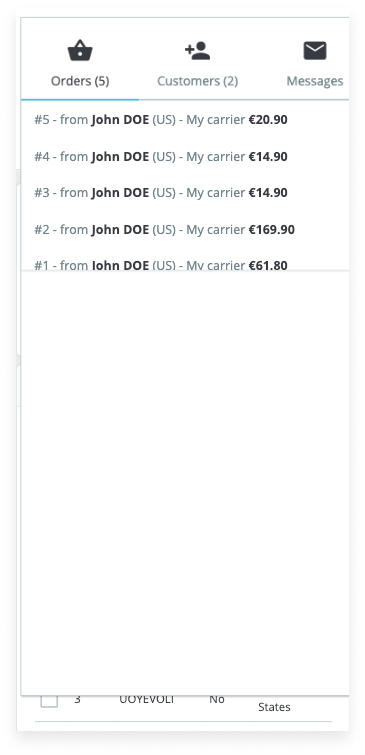 Orders (5) Customers (2) Messages
#5 - from John DOE (US) - My carrier €20.90
#4 - from John DOE (US) - My carrier €14.90
#3 - from John DOE (US) - My carrier €14.90
#2 - from John DOE (US) - My carrier €169.90
#1 - from John DOE (US) - My carrier €61.80
3 UOYEVOLI No
States